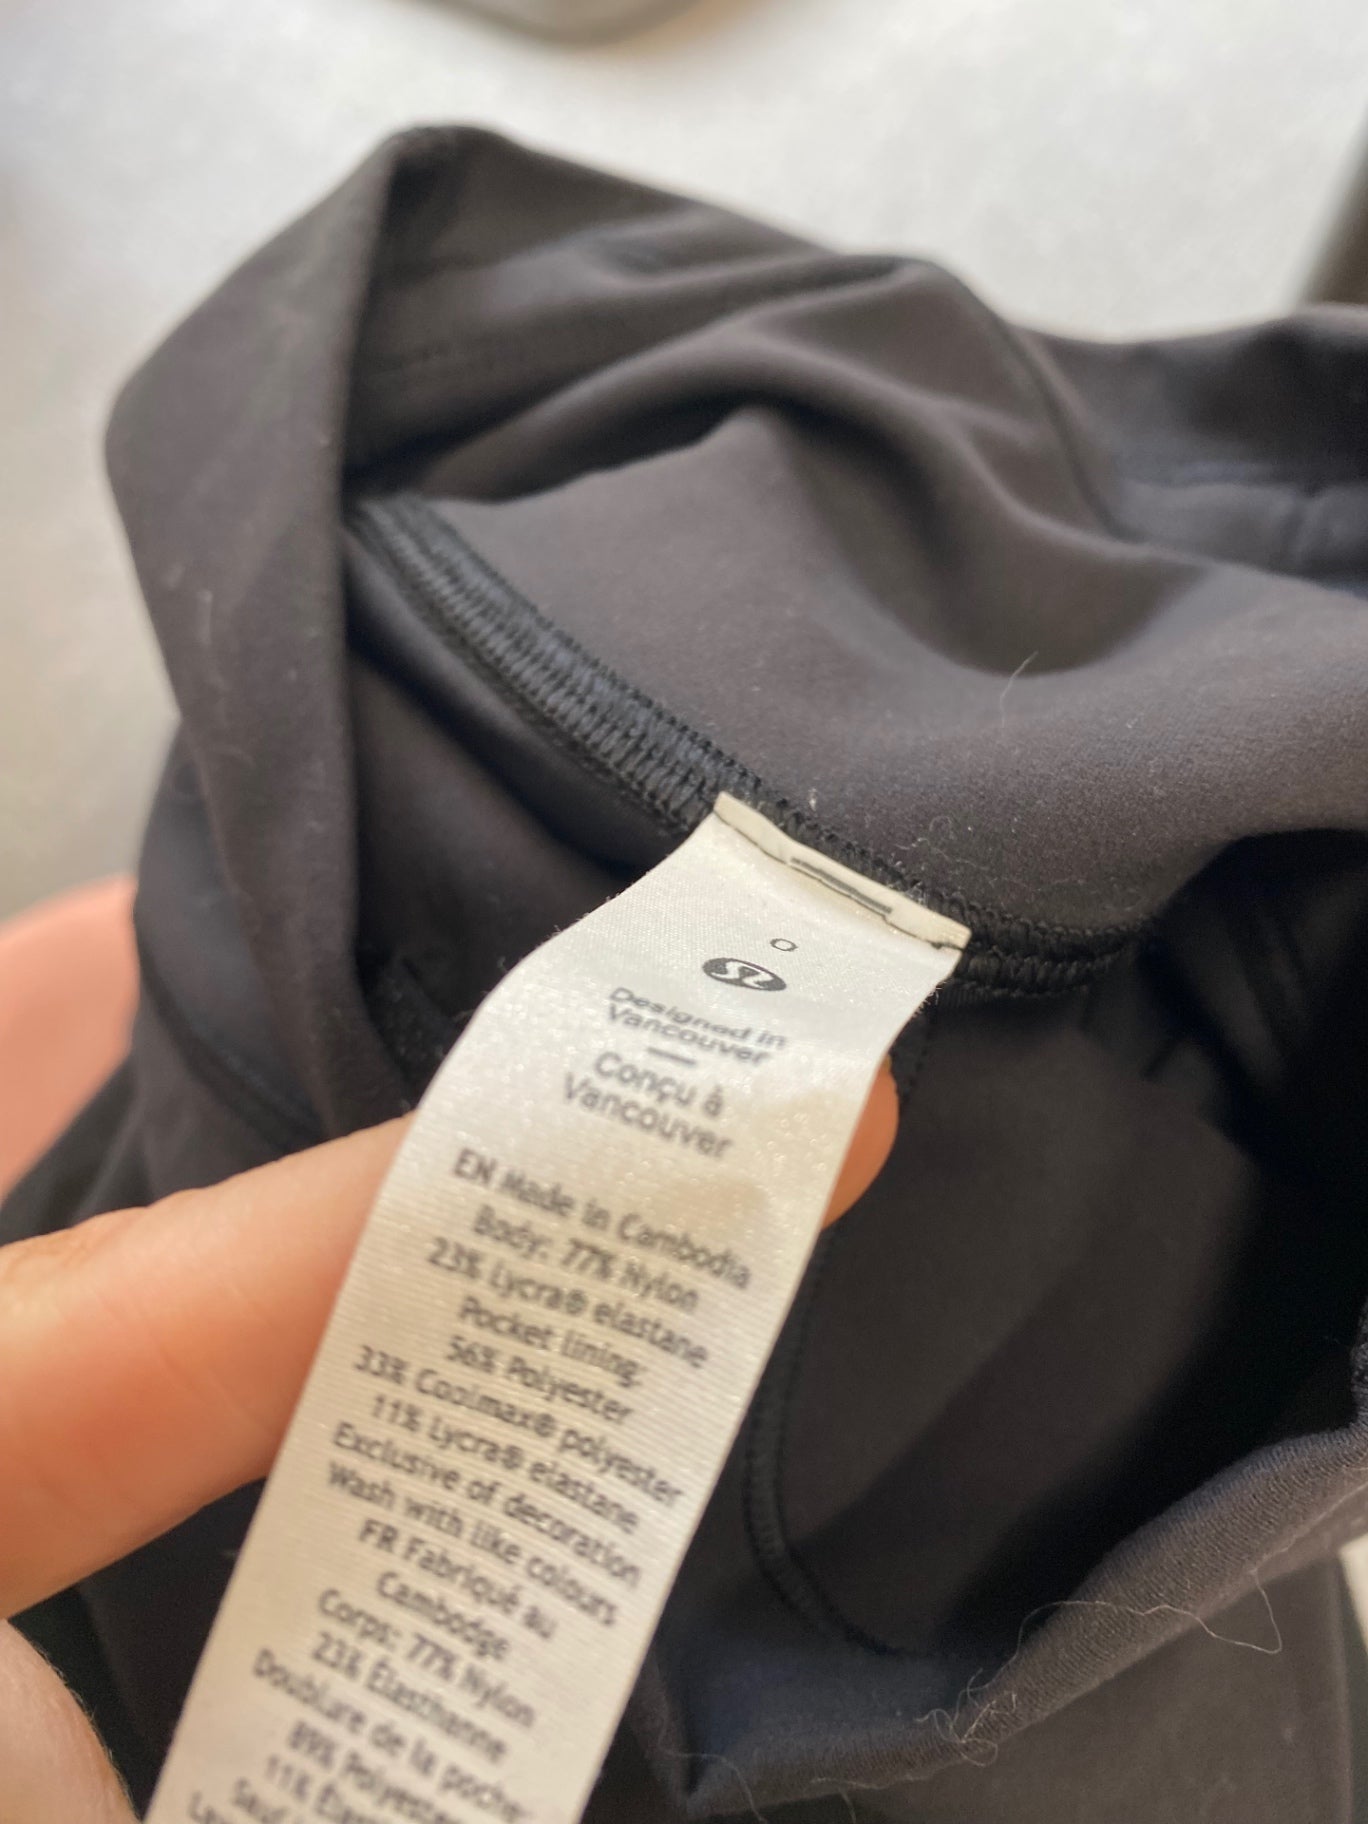 0
Designed in
Vancouver
—
Conçu à
Vancouver
EN Made in Cambodia
Body: 77% Nylon
23% Lycra® elastane
Pocket lining:
56% Polyester
33% Coolmax® polyester
11% Lycra® elastane
Exclusive of decoration
Wash with like colours
FR Fabriqué au
Cambodge
Corps: 77% Nylon
23% Élasthanne
Doublure de la poche:
89% Polyester
11% Élast
Sauf